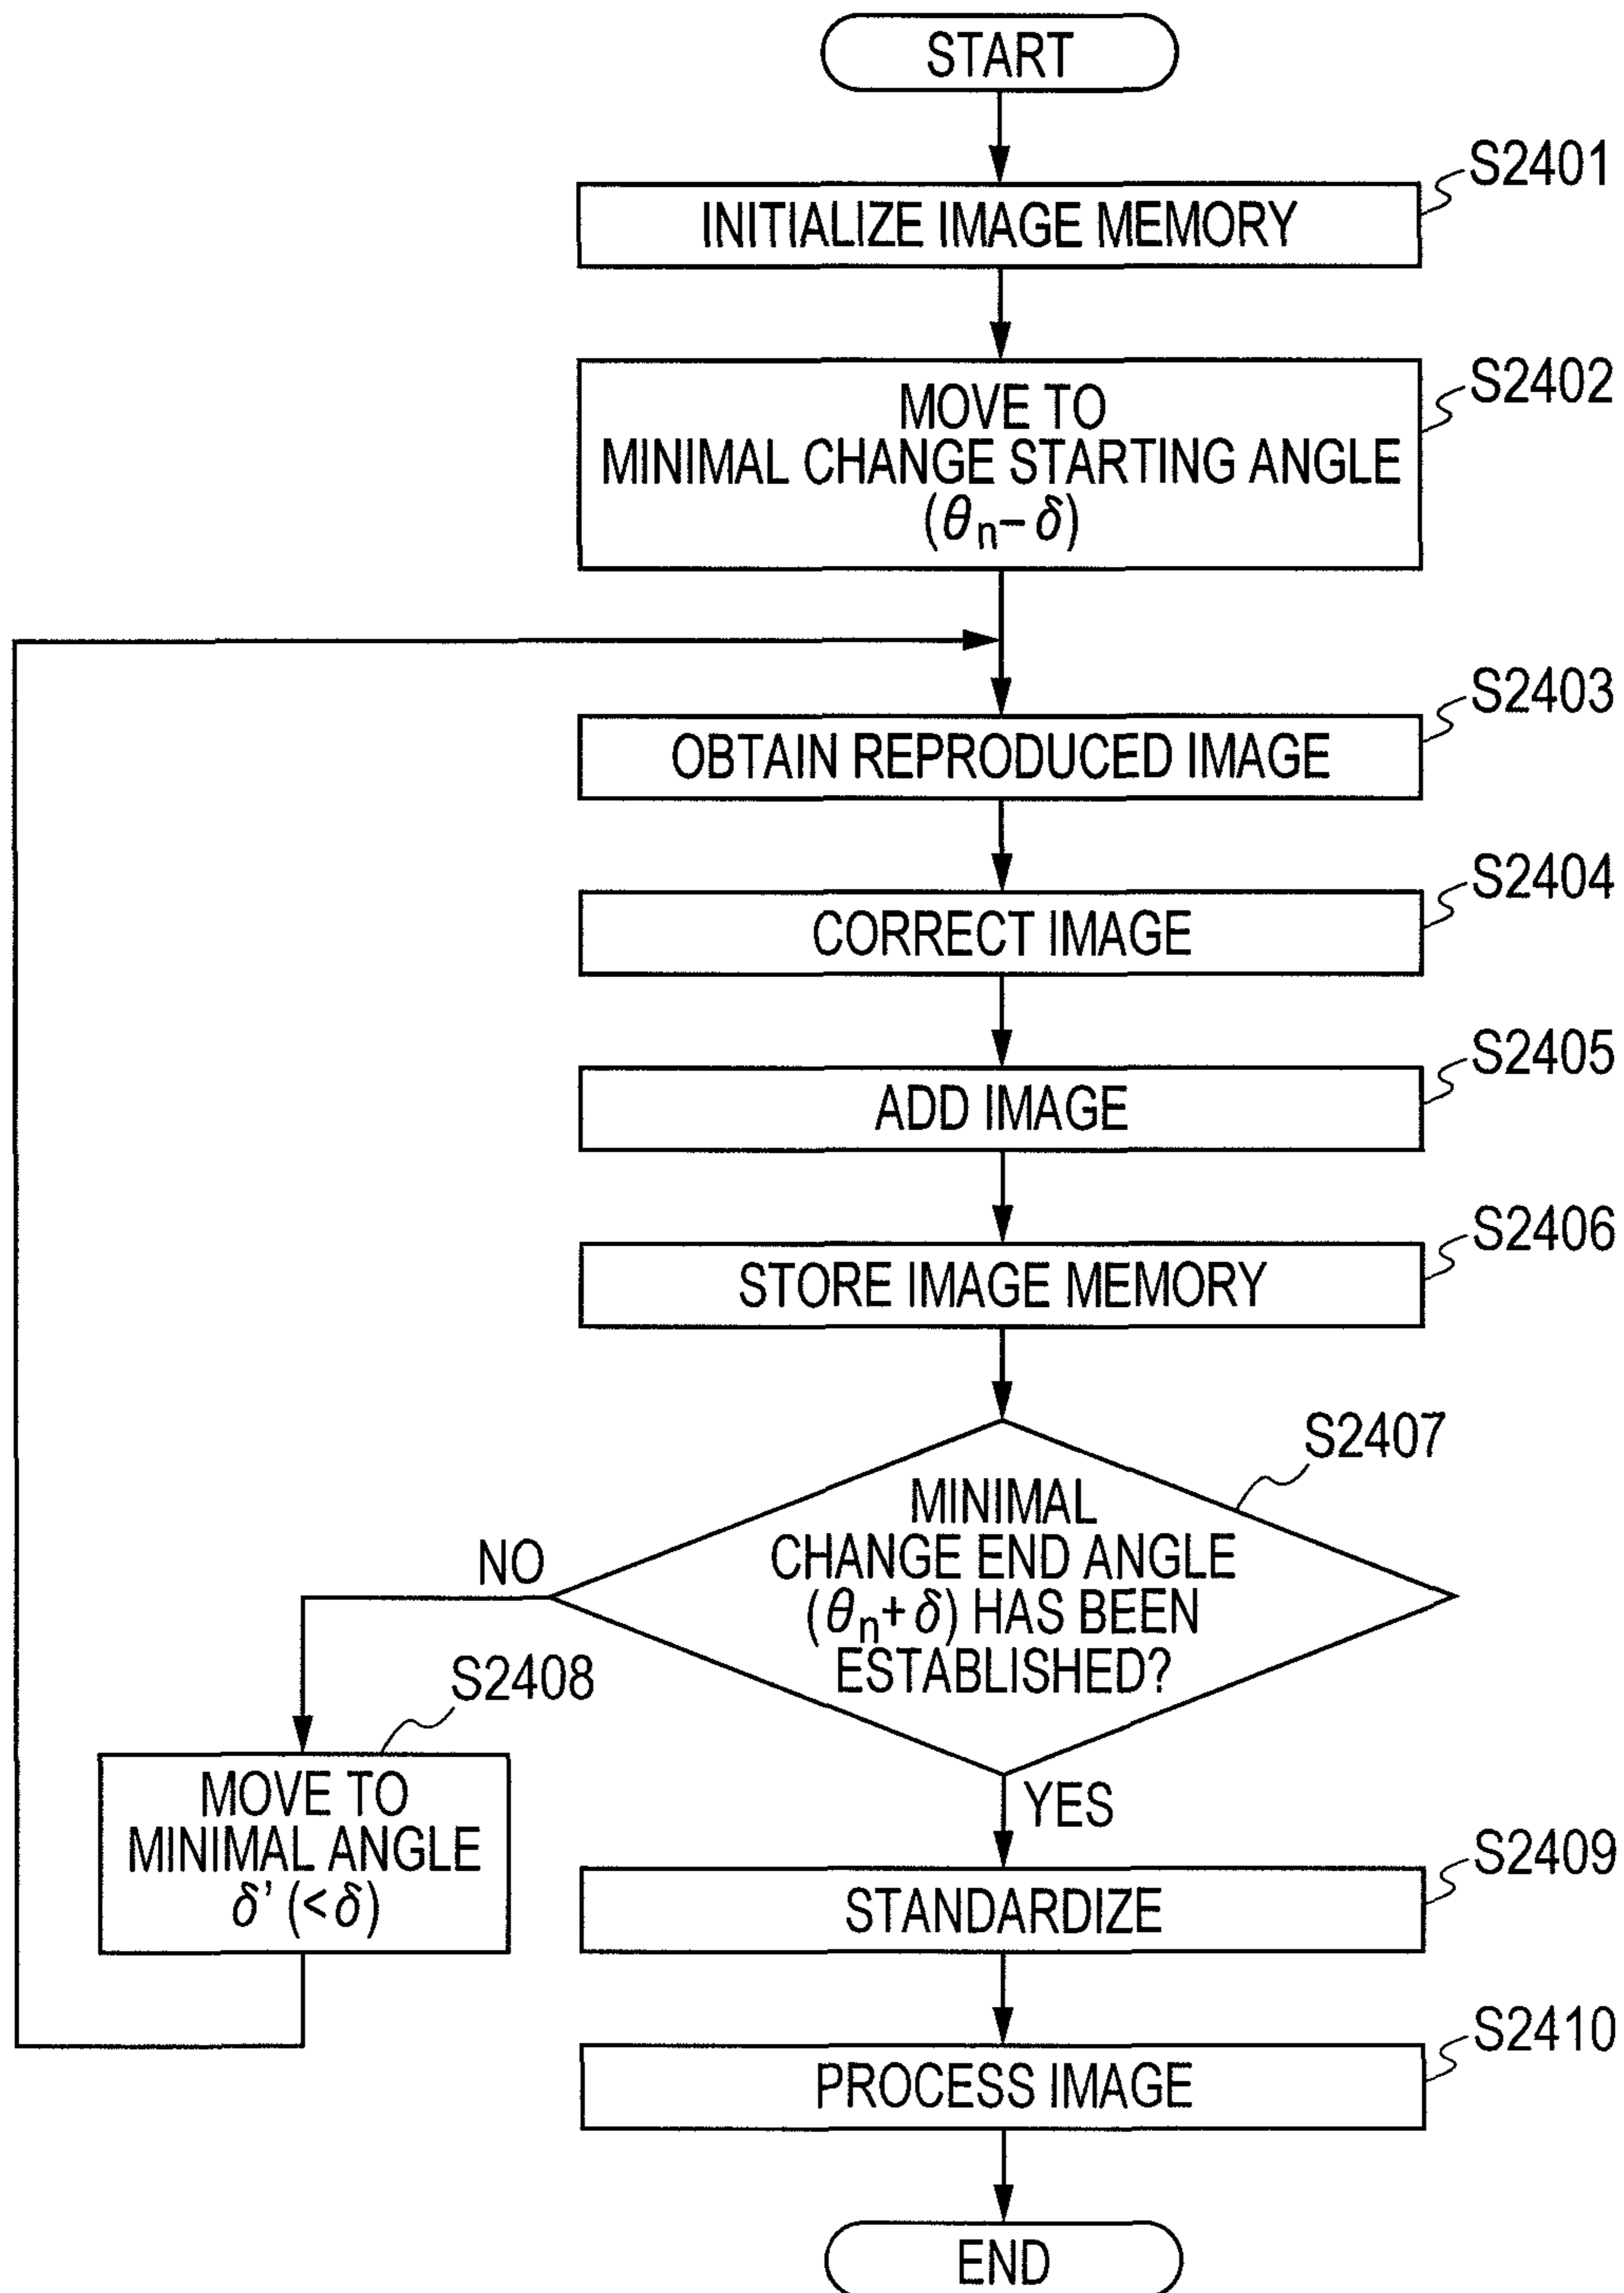 START
S2401
INITIALIZE IMAGE MEMORY
S2402
MOVE TO
MINIMAL CHANGE STARTING ANGLE
(θn−δ)
S2403
OBTAIN REPRODUCED IMAGE
S2404
CORRECT IMAGE
S2405
ADD IMAGE
S2406
STORE IMAGE MEMORY
S2407
MINIMAL
CHANGE END ANGLE
(θn+δ) HAS BEEN
ESTABLISHED?
NO
S2408
MOVE TO
MINIMAL ANGLE
δ' (<δ)
YES
S2409
STANDARDIZE
S2410
PROCESS IMAGE
END